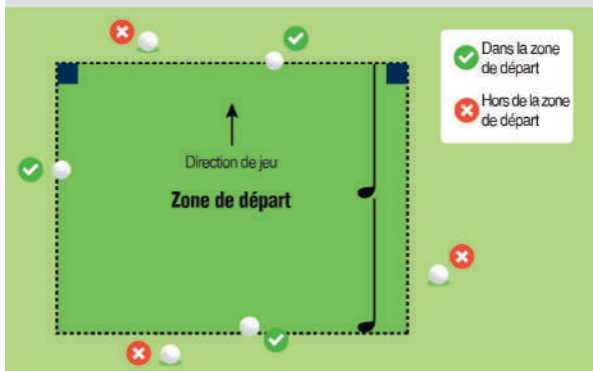 Dans la zone
de départ
Hors de la zone
de départ
Direction de jeu
Zone de départ